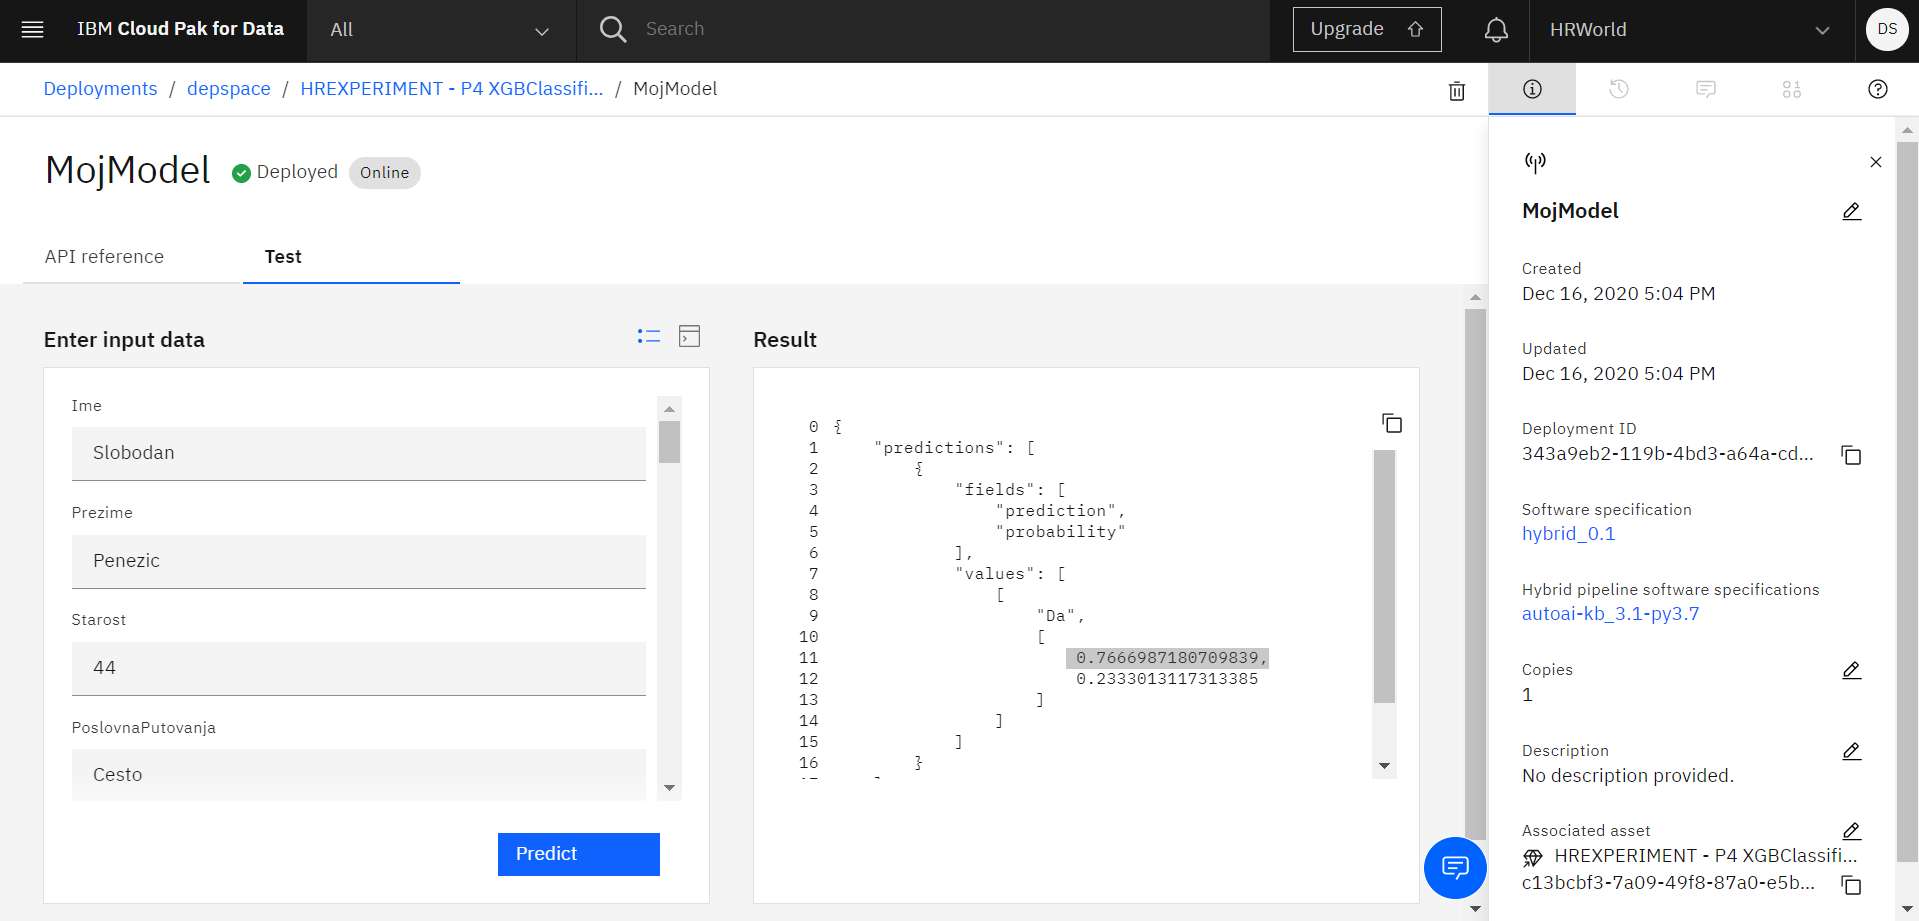 IBM Cloud Pak for Data
All
Search
Upgrade
HRWorld
DS
Deployments / depspace / HREXPERIMENT - P4 XGBClassifi... / MojModel
MojModel
Deployed
Online
API reference
Test
Enter input data
Ime
Slobodan
Prezime
Penezic
Starost
44
PoslovnaPutovanja
Cesto
Predict
Result
0 {
1 "predictions": [
2 {
3 "fields": [
4 "prediction",
5 "probability"
6 ],
7 "values": [
8 [
9 "Da",
10 [
11 0.7666987180709839,
12 0.2333013117313385
13 ]
14 ]
15 ]
16 }
MojModel
Created
Dec 16, 2020 5:04 PM
Updated
Dec 16, 2020 5:04 PM
Deployment ID
343a9eb2-119b-4bd3-a64a-cd...
Software specification
hybrid_0.1
Hybrid pipeline software specifications
autoai-kb_3.1-py3.7
Copies
1
Description
No description provided.
Associated asset
HREXPERIMENT - P4 XGBClassifi...
c13bcbf3-7a09-49f8-87a0-e5b...